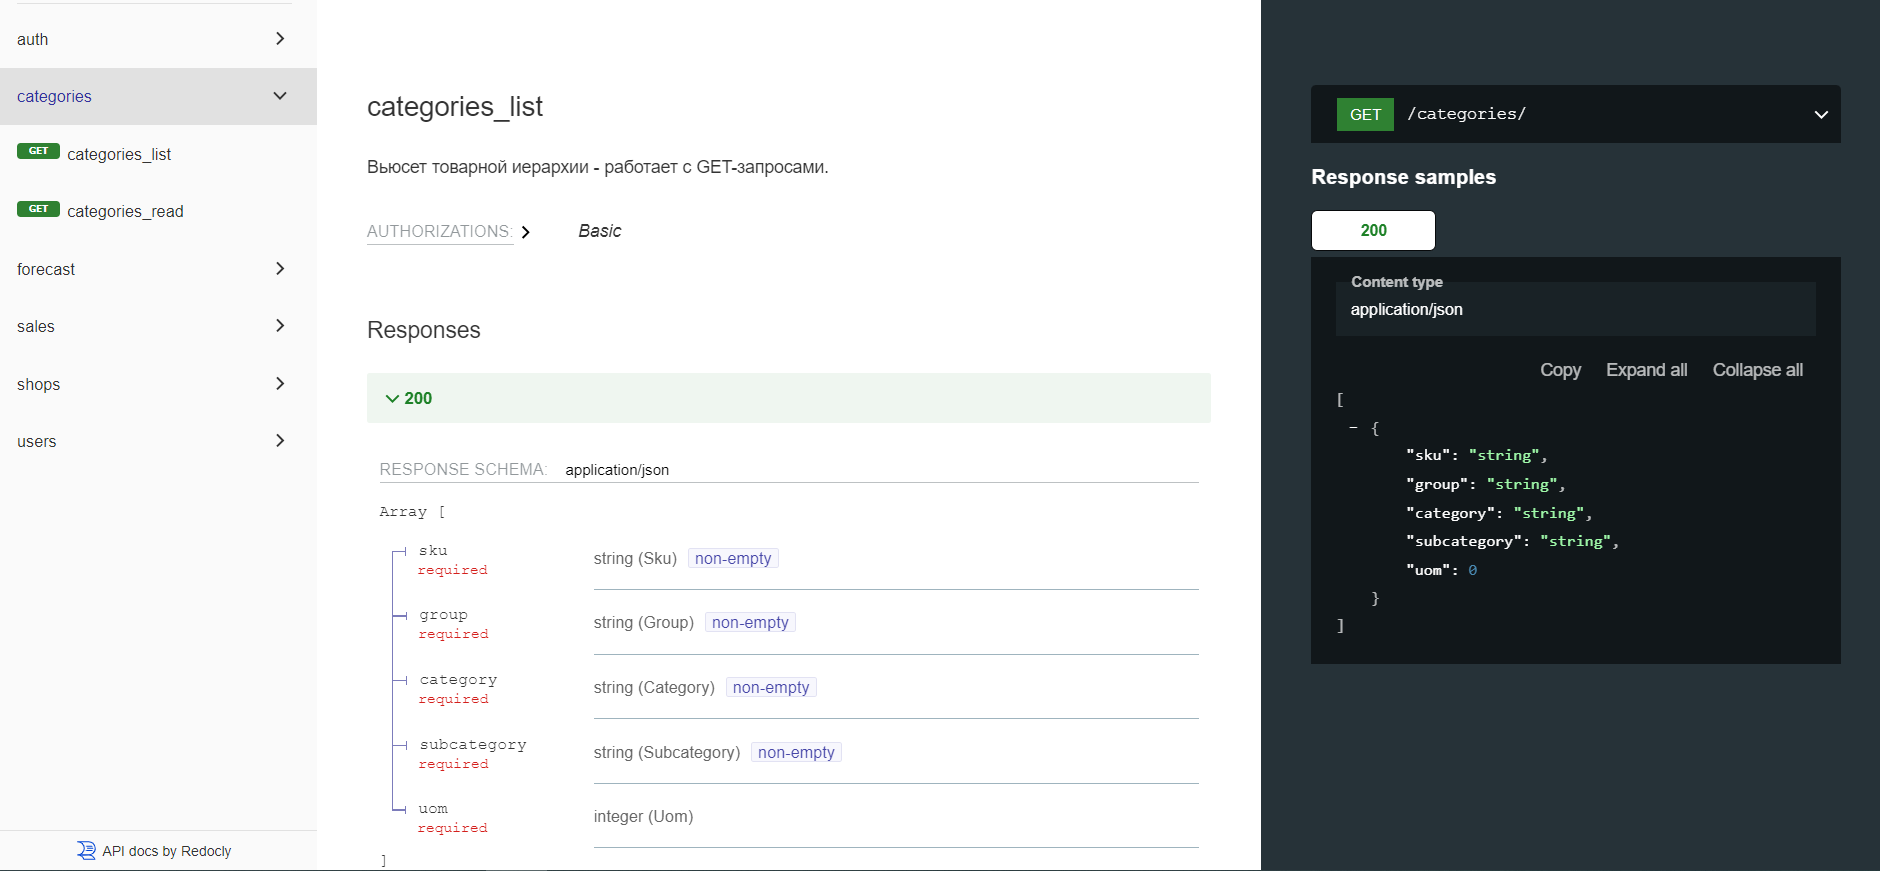 auth
categories
GET categories_list
GET categories_read
forecast
sales
shops
users
API docs by Redocly
categories_list
Вьюсет товарной иерархии - работает с GET-запросами.
AUTHORIZATIONS: Basic
Responses
200
RESPONSE SCHEMA: application/json
Array [
sku
required
string (Sku) non-empty
group
required
string (Group) non-empty
category
required
string (Category) non-empty
subcategory
required
string (Subcategory) non-empty
uom
required
integer (Uom)
]
GET /categories/
Response samples
200
Content type
application/json
Copy Expand all Collapse all
[
- {
"sku": "string",
"group": "string",
"category": "string",
"subcategory": "string",
"uom": 0
}
]